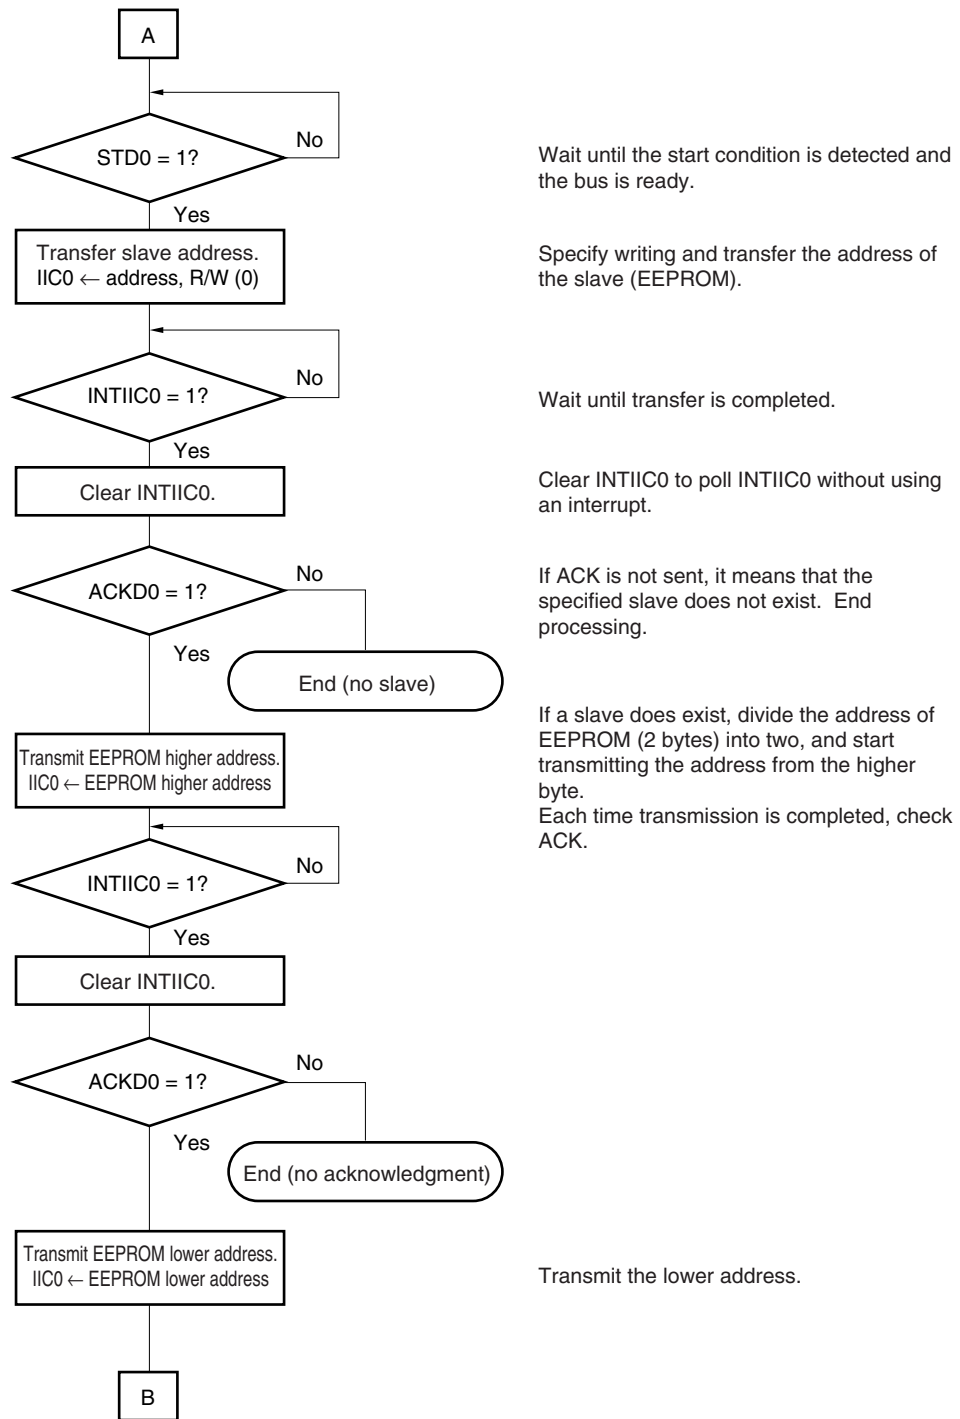 A
STD0 = 1?
No
Wait until the start condition is detected and
the bus is ready.
Yes
Transfer slave address.
IIC0 ← address, R/W (0)
Specify writing and transfer the address of
the slave (EEPROM).
INTIIC0 = 1?
No
Wait until transfer is completed.
Yes
Clear INTIIC0.
Clear INTIIC0 to poll INTIIC0 without using
an interrupt.
ACKD0 = 1?
No
If ACK is not sent, it means that the
specified slave does not exist.  End
processing.
Yes
End (no slave)
Transmit EEPROM higher address.
IIC0 ← EEPROM higher address
If a slave does exist, divide the address of
EEPROM (2 bytes) into two, and start
transmitting the address from the higher
byte.
Each time transmission is completed, check
ACK.
INTIIC0 = 1?
No
Yes
Clear INTIIC0.
ACKD0 = 1?
No
Yes
End (no acknowledgment)
Transmit EEPROM lower address.
IIC0 ← EEPROM lower address
Transmit the lower address.
B